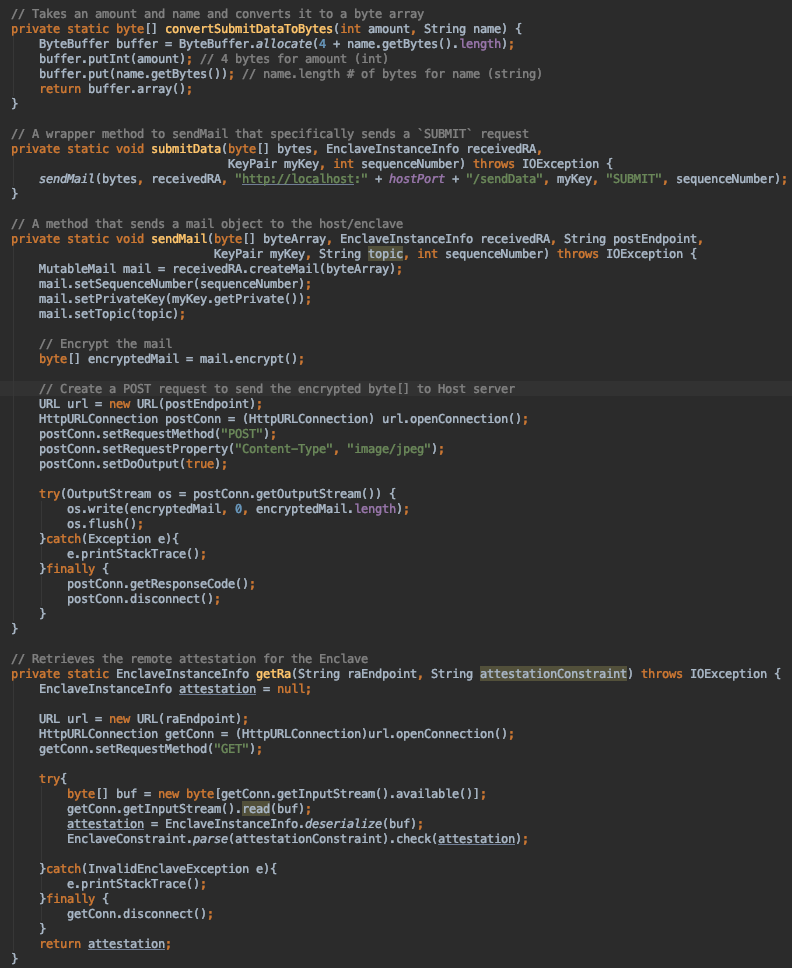 // Takes an amount and name and converts it to a byte array
private static byte[] convertSubmitDataToBytes(int amount, String name) {
    ByteBuffer buffer = ByteBuffer.allocate(4 + name.getBytes().length);
    buffer.putInt(amount); // 4 bytes for amount (int)
    buffer.put(name.getBytes()); // name.length # of bytes for name (string)
    return buffer.array();
}

// A wrapper method to sendMail that specifically sends a `SUBMIT` request
private static void submitData(byte[] bytes, EnclaveInstanceInfo receivedRA,
                               KeyPair myKey, int sequenceNumber) throws IOException {
    sendMail(bytes, receivedRA, "http://localhost:" + hostPort + "/sendData", myKey, "SUBMIT", sequenceNumber);
}

// A method that sends a mail object to the host/enclave
private static void sendMail(byte[] byteArray, EnclaveInstanceInfo receivedRA, String postEndpoint,
                             KeyPair myKey, String topic, int sequenceNumber) throws IOException {
    MutableMail mail = receivedRA.createMail(byteArray);
    mail.setSequenceNumber(sequenceNumber);
    mail.setPrivateKey(myKey.getPrivate());
    mail.setTopic(topic);

    // Encrypt the mail
    byte[] encryptedMail = mail.encrypt();

    // Create a POST request to send the encrypted byte[] to Host server
    URL url = new URL(postEndpoint);
    HttpURLConnection postConn = (HttpURLConnection) url.openConnection();
    postConn.setRequestMethod("POST");
    postConn.setRequestProperty("Content-Type", "image/jpeg");
    postConn.setDoOutput(true);

    try(OutputStream os = postConn.getOutputStream()) {
        os.write(encryptedMail, 0, encryptedMail.length);
        os.flush();
    }catch(Exception e){
        e.printStackTrace();
    }finally {
        postConn.getResponseCode();
        postConn.disconnect();
    }
}

// Retrieves the remote attestation for the Enclave
private static EnclaveInstanceInfo getRa(String raEndpoint, String attestationConstraint) throws IOException {
    EnclaveInstanceInfo attestation = null;

    URL url = new URL(raEndpoint);
    HttpURLConnection getConn = (HttpURLConnection)url.openConnection();
    getConn.setRequestMethod("GET");

    try{
        byte[] buf = new byte[getConn.getInputStream().available()];
        getConn.getInputStream().read(buf);
        attestation = EnclaveInstanceInfo.deserialize(buf);
        EnclaveConstraint.parse(attestationConstraint).check(attestation);

    }catch(InvalidEnclaveException e){
        e.printStackTrace();
    }finally {
        getConn.disconnect();
    }
    return attestation;
}